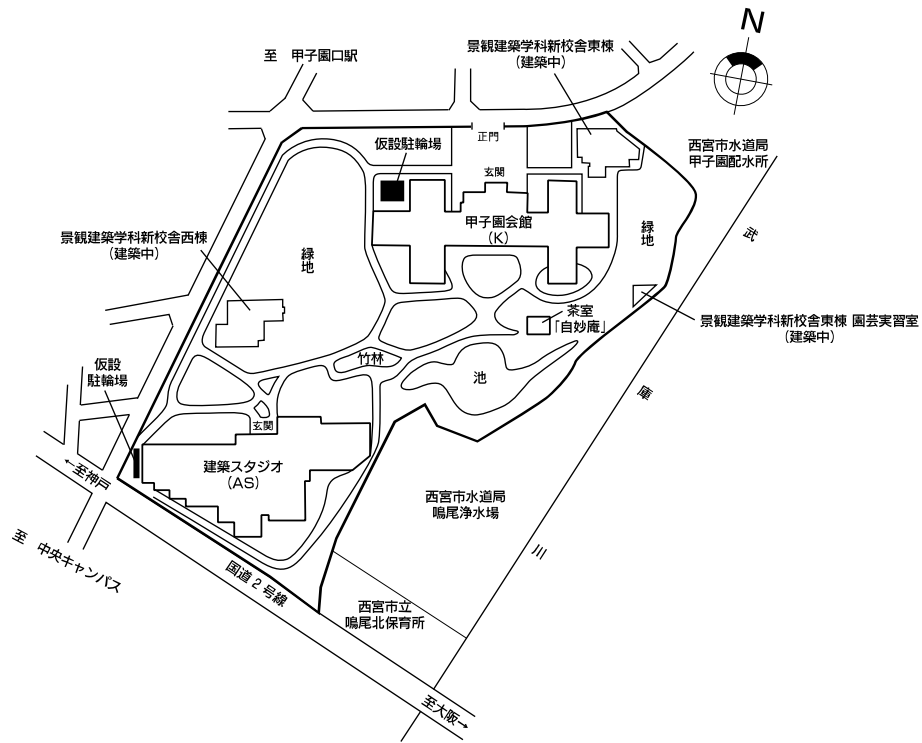 N
景観建築学科新校舎東棟
(建築中)
至 甲子園口駅
正門
仮設駐輪場
西宮市水道局
甲子園配水所
玄関
甲子園会館
(K)
緑地
武
景観建築学科新校舎西棟
(建築中)
緑地
茶室
「自妙庵」
景観建築学科新校舎東棟 園芸実習室
(建築中)
仮設
駐輪場
竹林
池
庫
玄関
建築スタジオ
(AS)
←至神戸
西宮市水道局
鳴尾浄水場
至 中央キャンパス
川
国道2号線
西宮市立
鳴尾北保育所
至大阪→